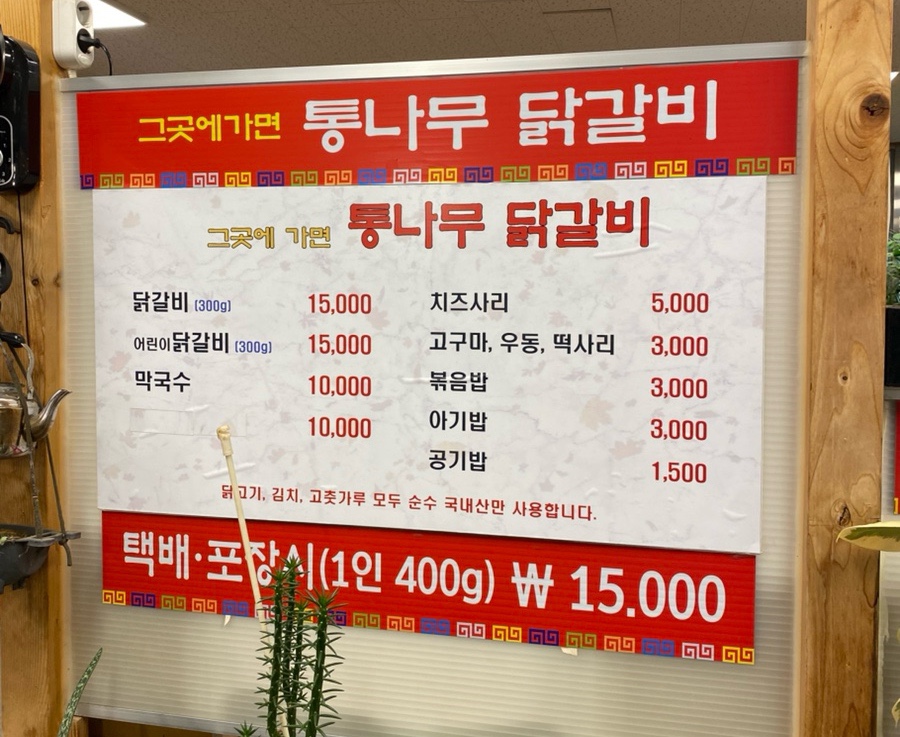 그곳에가면 통나무 닭갈비
그곳에 가면 통나무 닭갈비
닭갈비 (300g) 15,000
어린이닭갈비 (300g) 15,000
막국수 10,000
10,000
치즈사리 5,000
고구마, 우동, 떡사리 3,000
볶음밥 3,000
아기밥 3,000
공기밥 1,500
닭고기, 김치, 고춧가루 모두 순수 국내산만 사용합니다.
택배·포장시(1인 400g) ₩ 15.000